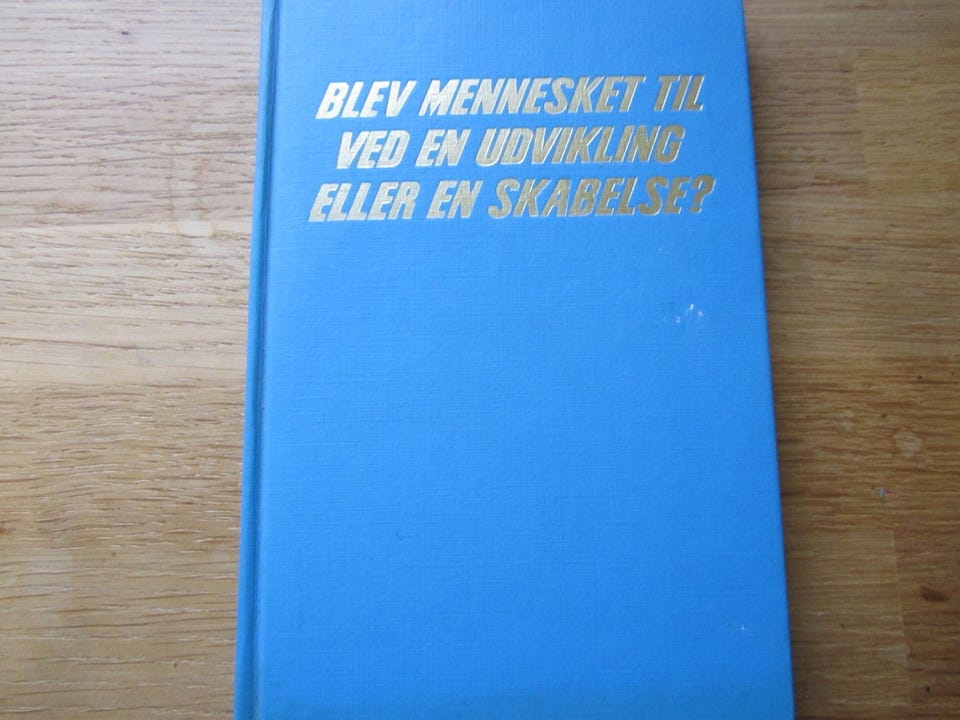 BLEV MENNESKET TIL
VED EN UDVIKLING
ELLER EN SKABELSE?